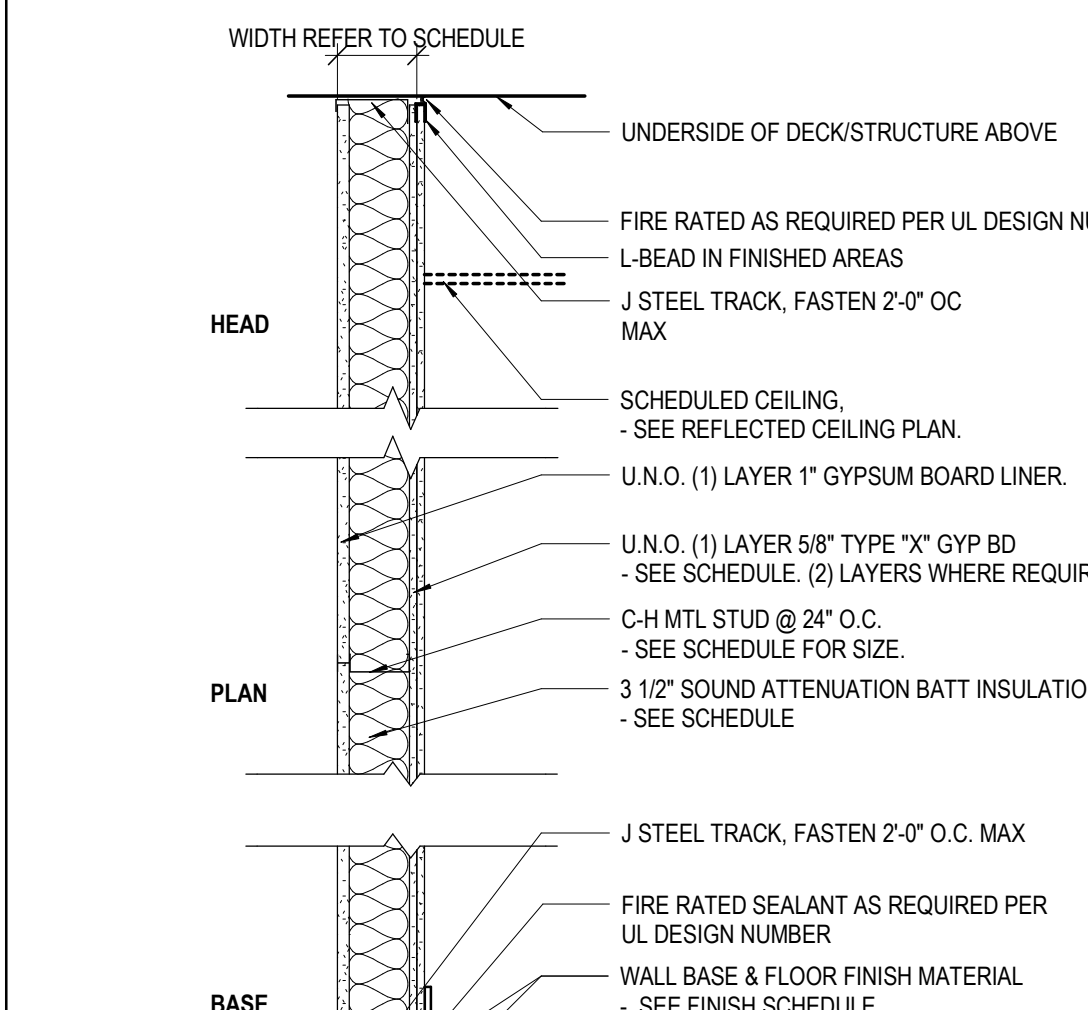 WIDTH REFER TO SCHEDULE
UNDERSIDE OF DECK/STRUCTURE ABOVE
FIRE RATED AS REQUIRED PER UL DESIGN
L-BEAD IN FINISHED AREAS
J STEEL TRACK, FASTEN 2'-0" OC
MAX
HEAD
SCHEDULED CEILING,
- SEE REFLECTED CEILING PLAN.
U.N.O. (1) LAYER 1" GYPSUM BOARD LINER.
U.N.O. (1) LAYER 5/8" TYPE "X" GYP BD
- SEE SCHEDULE. (2) LAYERS WHERE
C-H MTL STUD @ 24" O.C.
- SEE SCHEDULE FOR SIZE.
PLAN
3 1/2" SOUND ATTENUATION BATT
- SEE SCHEDULE
J STEEL TRACK, FASTEN 2'-0" O.C. MAX
FIRE RATED SEALANT AS REQUIRED PER
UL DESIGN NUMBER
WALL BASE & FLOOR FINISH MATERIAL
- SEE FINISH SCHEDULE
BASE